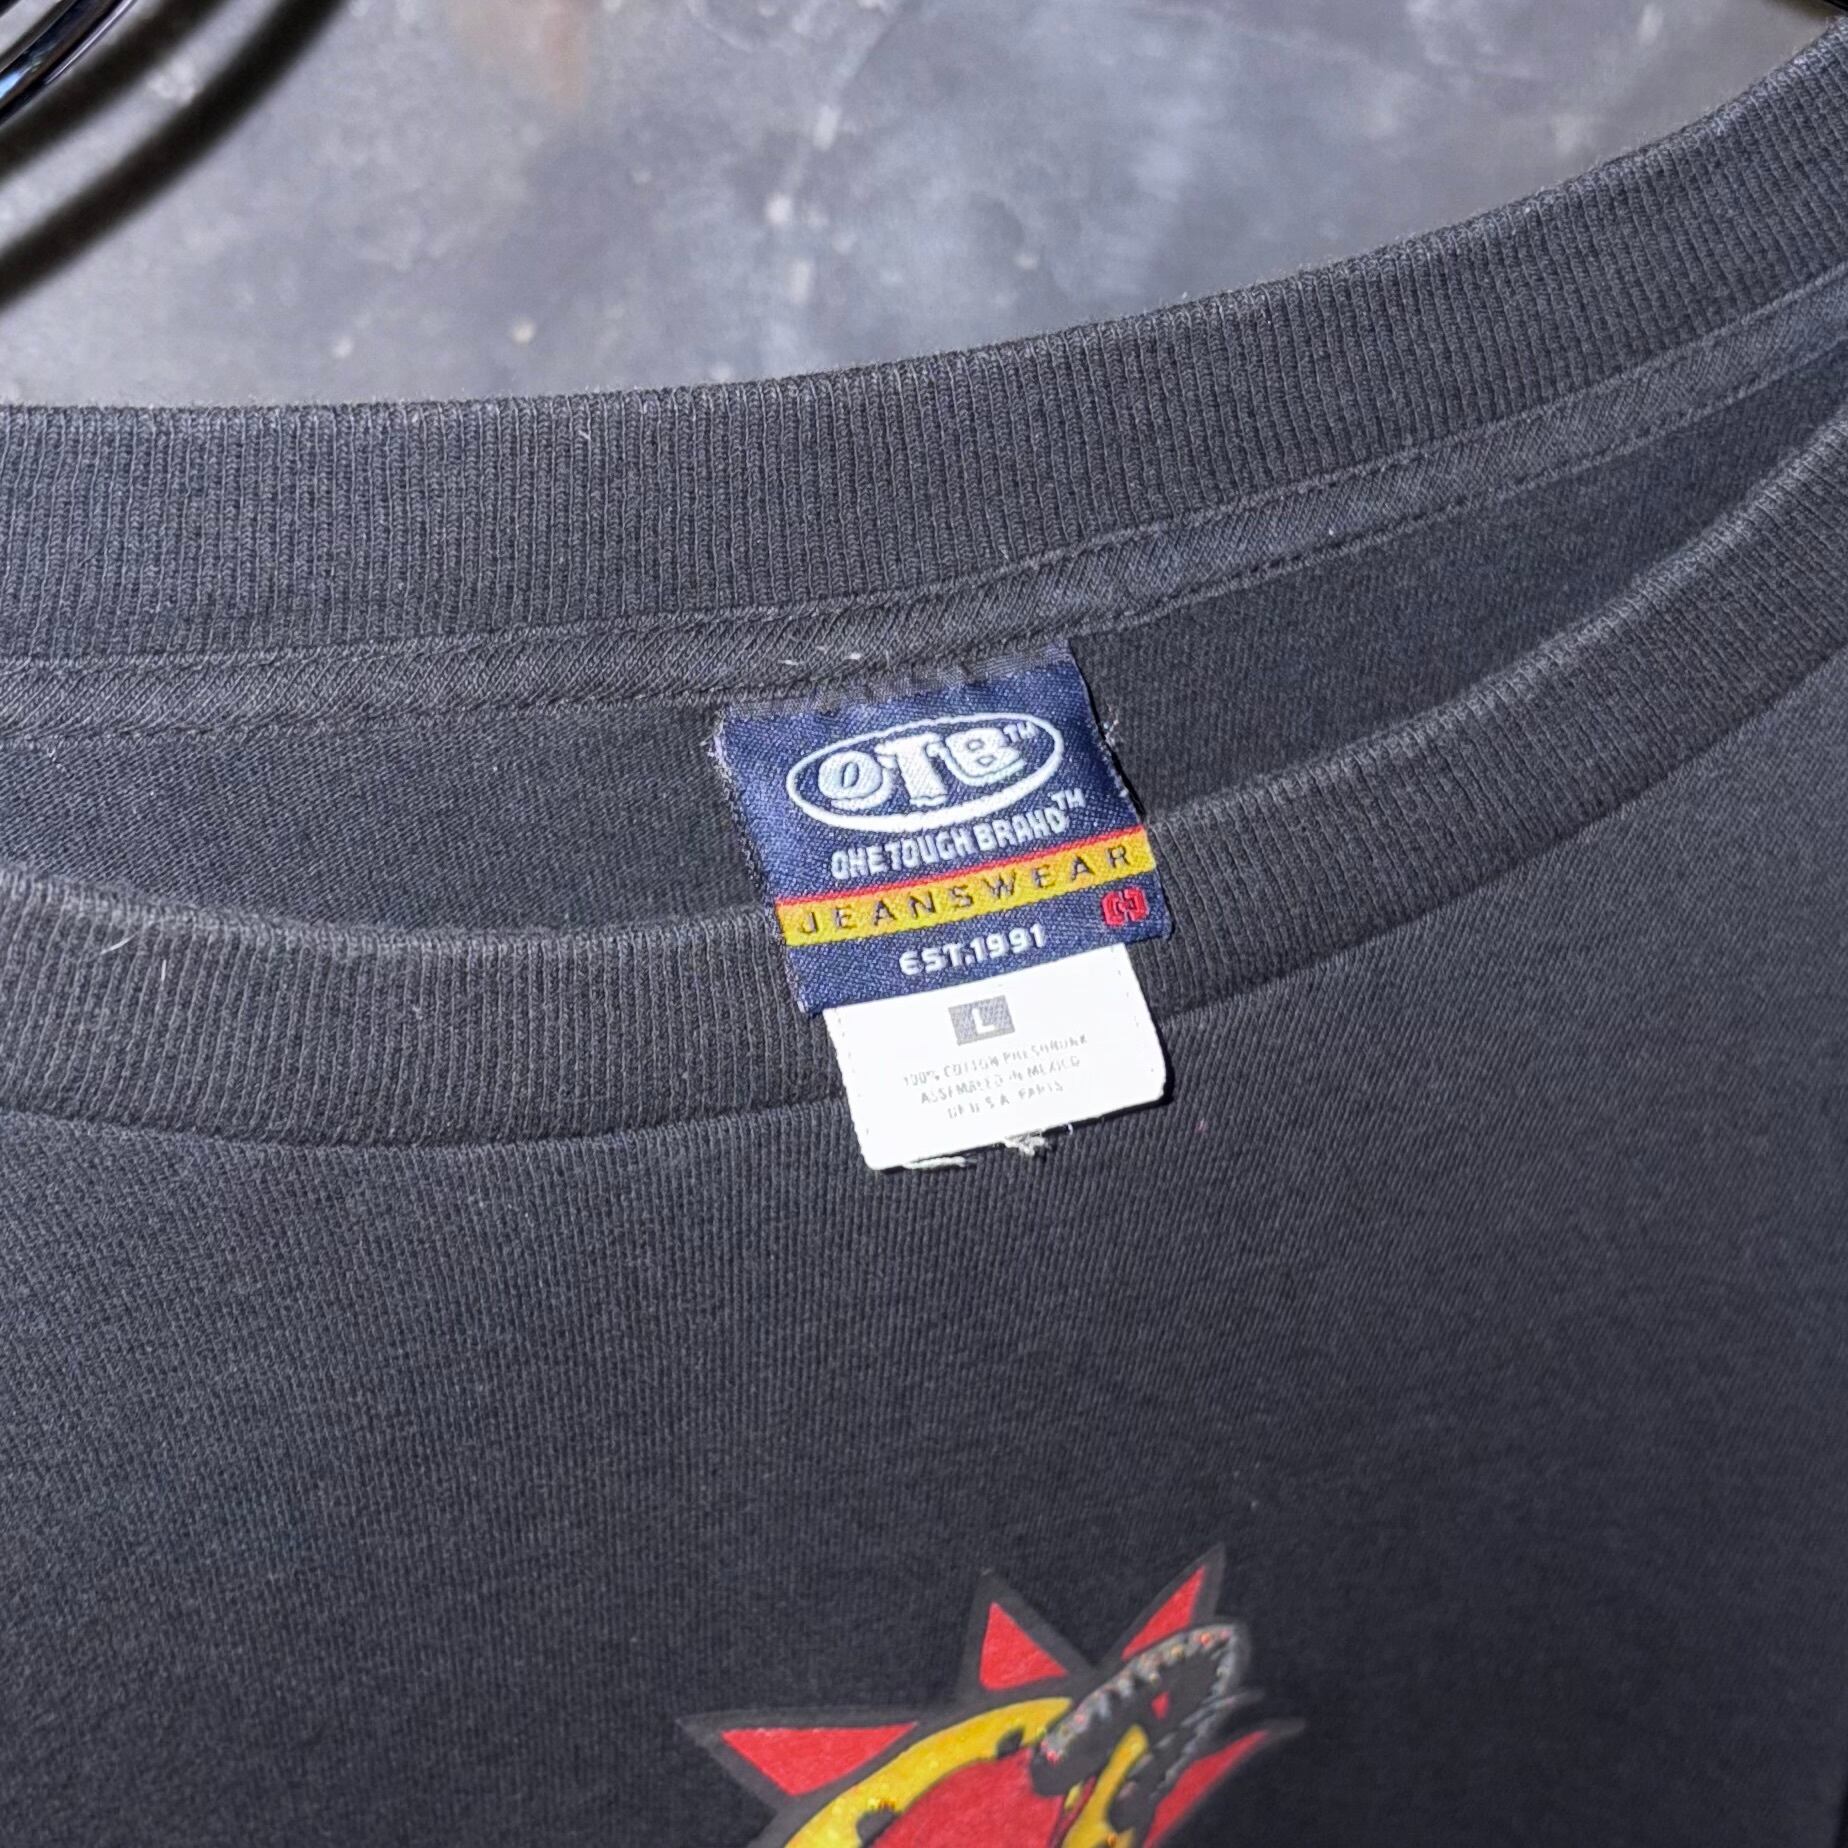 OTB™
ONE TOUGH BRAND™
JEANSWEAR
EST.1991
L
100% COTTON PRESHRUNK
ASSEMBLED IN MEXICO
OF U.S.A. PARTS